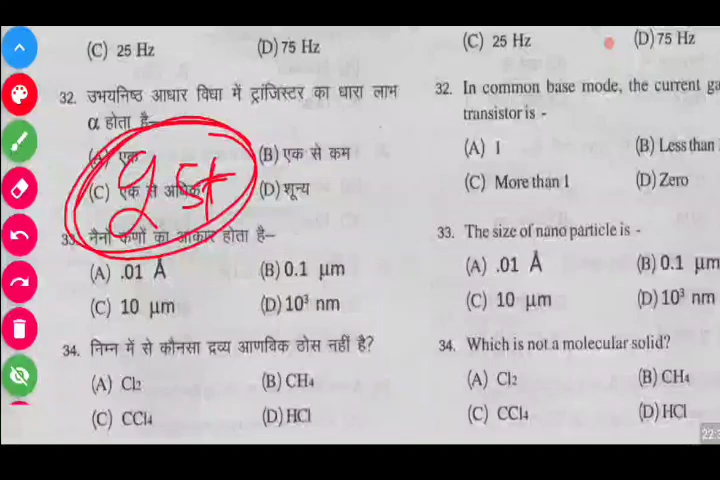 (C) 25 Hz (D) 75 Hz
32. उभयनिष्ठ आधार विधा में ट्रांजिस्टर का धारा लाभ
α होता है–
(A) एक (B) एक से कम
(C) एक से अधिक (D) शून्य
33. नैनो कणों का आकार होता है–
(A) .01 Å (B) 0.1 μm
(C) 10 μm (D) 10³ nm
34. निम्न में से कौनसा द्रव्य आणविक ठोस नहीं है?
(A) Cl₂ (B) CH₄
(C) CCl₄ (D) HCl
(C) 25 Hz (D) 75 Hz
32. In common base mode, the current
transistor is -
(A) 1 (B) Less than
(C) More than 1 (D) Zero
33. The size of nano particle is -
(A) .01 Å (B) 0.1 μm
(C) 10 μm (D) 10³ nm
34. Which is not a molecular solid?
(A) Cl₂ (B) CH₄
(C) CCl₄ (D) HCl